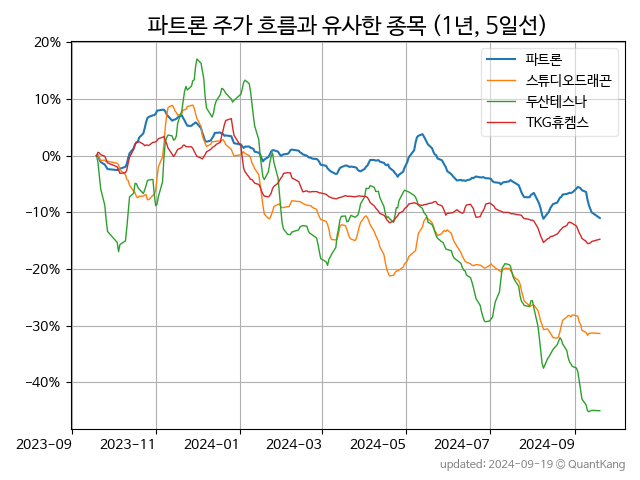 파트론 주가 흐름과 유사한 종목 (1년, 5일선)
20%
10%
0%
−10%
−20%
−30%
−40%
파트론
스튜디오드래곤
두산테스나
TKG휴켐스
2023-09
2023-11
2024-01
2024-03
2024-05
2024-07
2024-09
updated: 2024-09-19 @ QuantKang